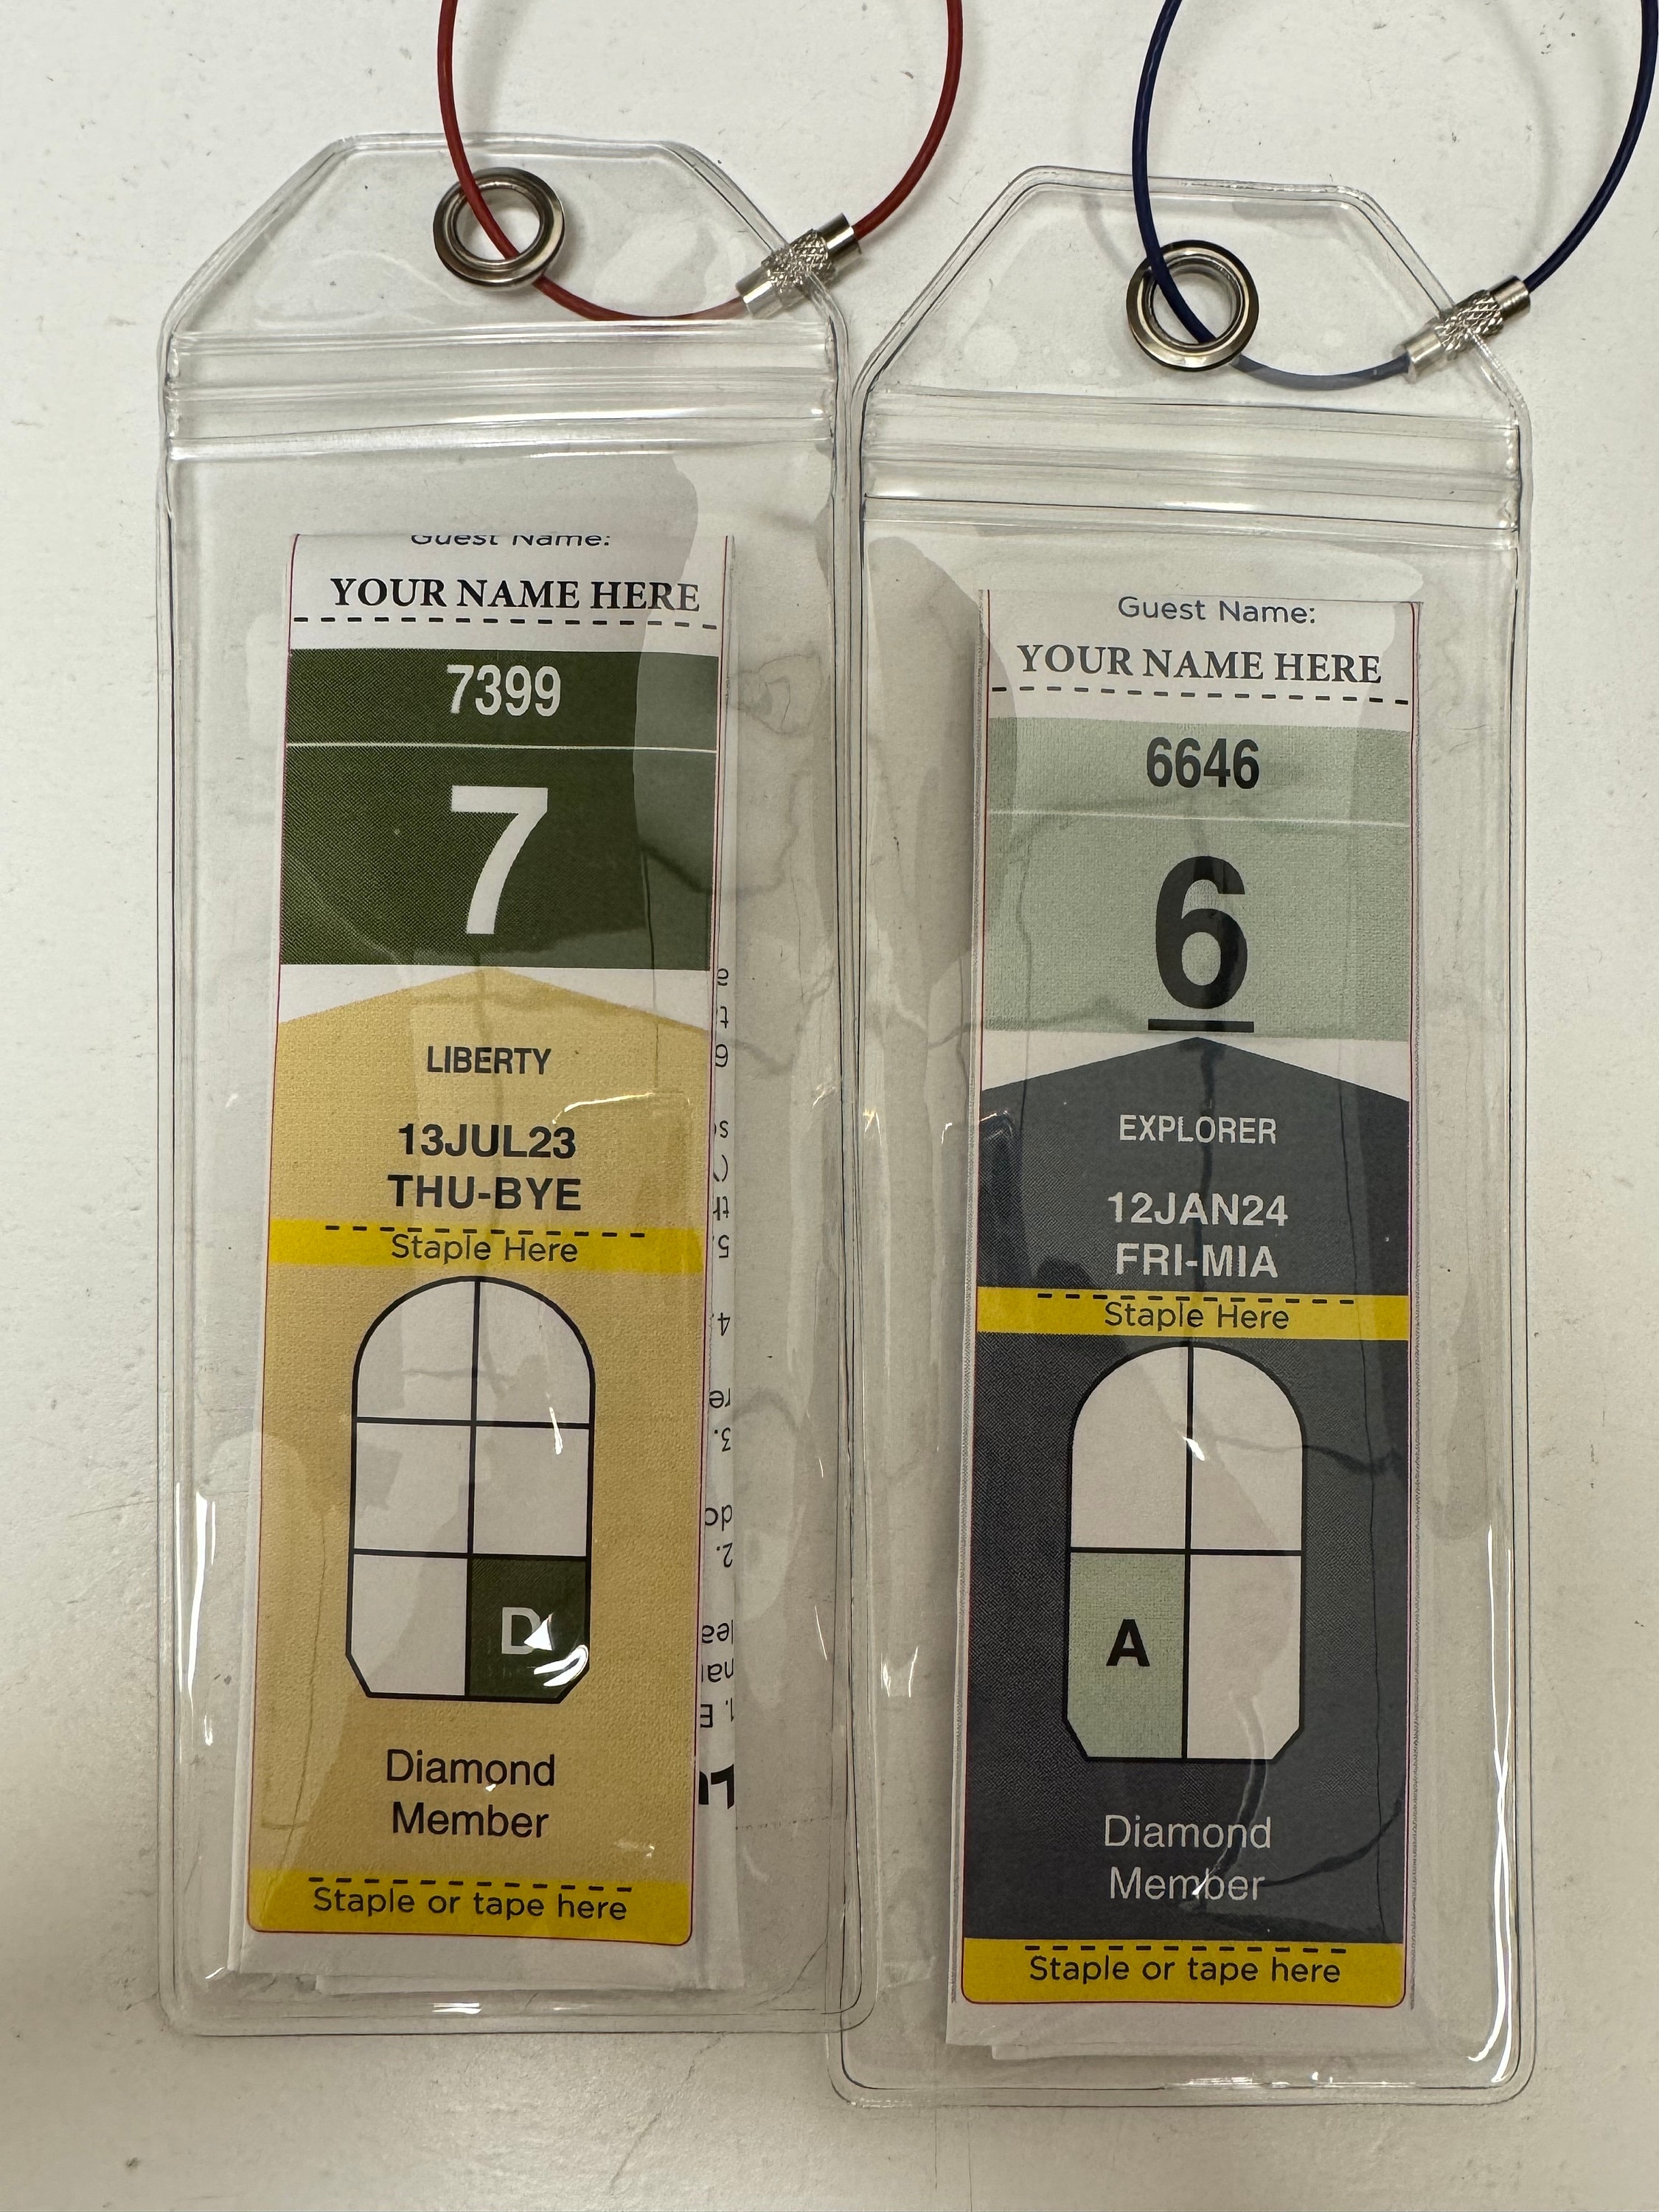 Guest Name:
YOUR NAME HERE
7399
7
LIBERTY
13JUL23
THU-BYE
Staple Here
D
Diamond
Member
Staple or tape here
Guest Name:
YOUR NAME HERE
6646
6
EXPLORER
12JAN24
FRI-MIA
Staple Here
A
Diamond
Member
Staple or tape here